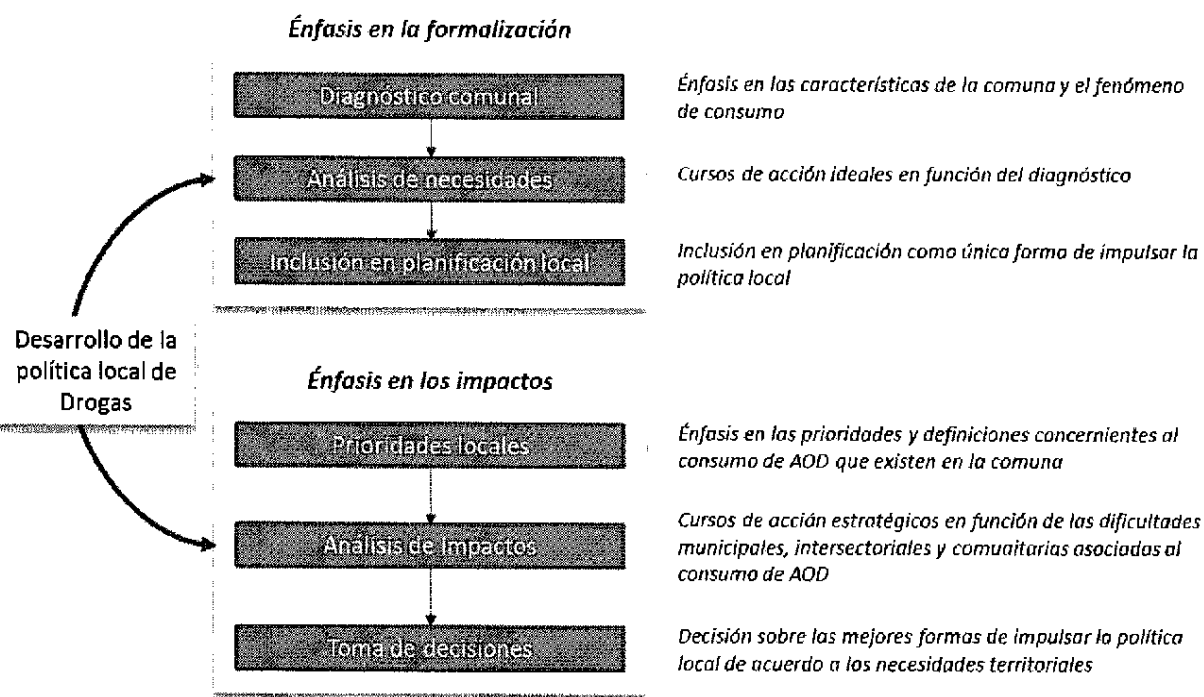 Énfasis en la formalización
Diagnóstico comunal
Énfasis en las características de la comuna y el fenómeno
de consumo
Análisis de necesidades
Cursos de acción ideales en función del diagnóstico
Inclusión en planificación local
Inclusión en planificación como única forma de impulsar la
política local
Desarrollo de la
política local de
Drogas
Énfasis en los impactos
Prioridades locales
Énfasis en las prioridades y definiciones concernientes al
consumo de AOD que existen en la comuna
Análisis de Impactos
Cursos de acción estratégicos en función de las dificultades
municipales, intersectoriales y comunitarias asociadas al
consumo de AOD
Toma de decisiones
Decisión sobre las mejores formas de impulsar la política
local de acuerdo a las necesidades territoriales